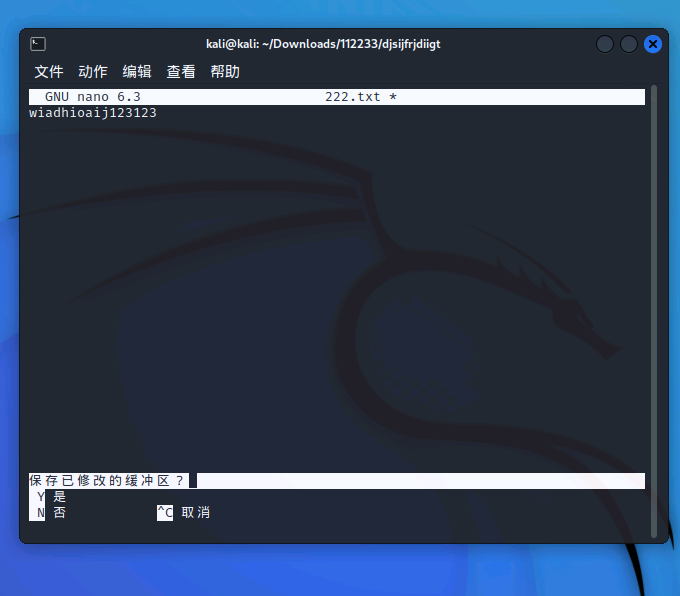 kali@kali: ~/Downloads/112233/djsijfrjdiigt
文件 动作 编辑 查看 帮助
GNU nano 6.3 222.txt *
wiadhioaij123123
保存已修改的缓冲区？
Y 是
N 否 ^C 取消